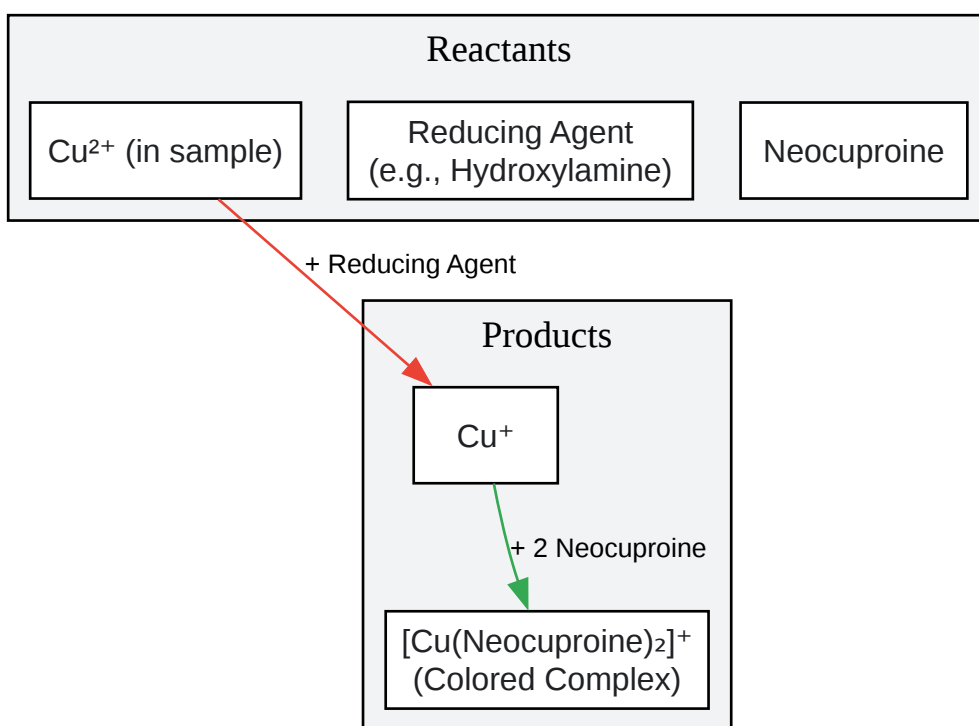 Reactants
Cu²⁺ (in sample)
Reducing Agent
(e.g., Hydroxylamine)
Neocuproine
+ Reducing Agent
Products
Cu⁺
+ 2 Neocuproine
[Cu(Neocuproine)₂]⁺
(Colored Complex)